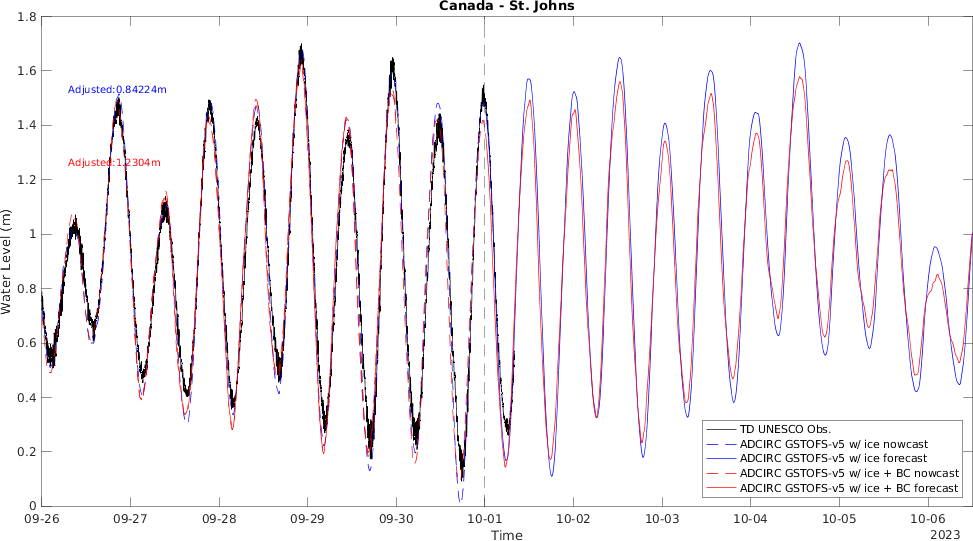 Canada - St. Johns
1.8
1.6
1.4
1.2
1
0.8
0.6
0.4
0.2
0
Water Level (m)
Adjusted:0.84224m
Adjusted:1.2304m
TD UNESCO Obs.
ADCIRC GSTOFS-v5 w/ ice nowcast
ADCIRC GSTOFS-v5 w/ ice forecast
ADCIRC GSTOFS-v5 w/ ice + BC nowcast
ADCIRC GSTOFS-v5 w/ ice + BC forecast
09-26 09-27 09-28 09-29 09-30 10-01 10-02 10-03 10-04 10-05 10-06
Time
2023